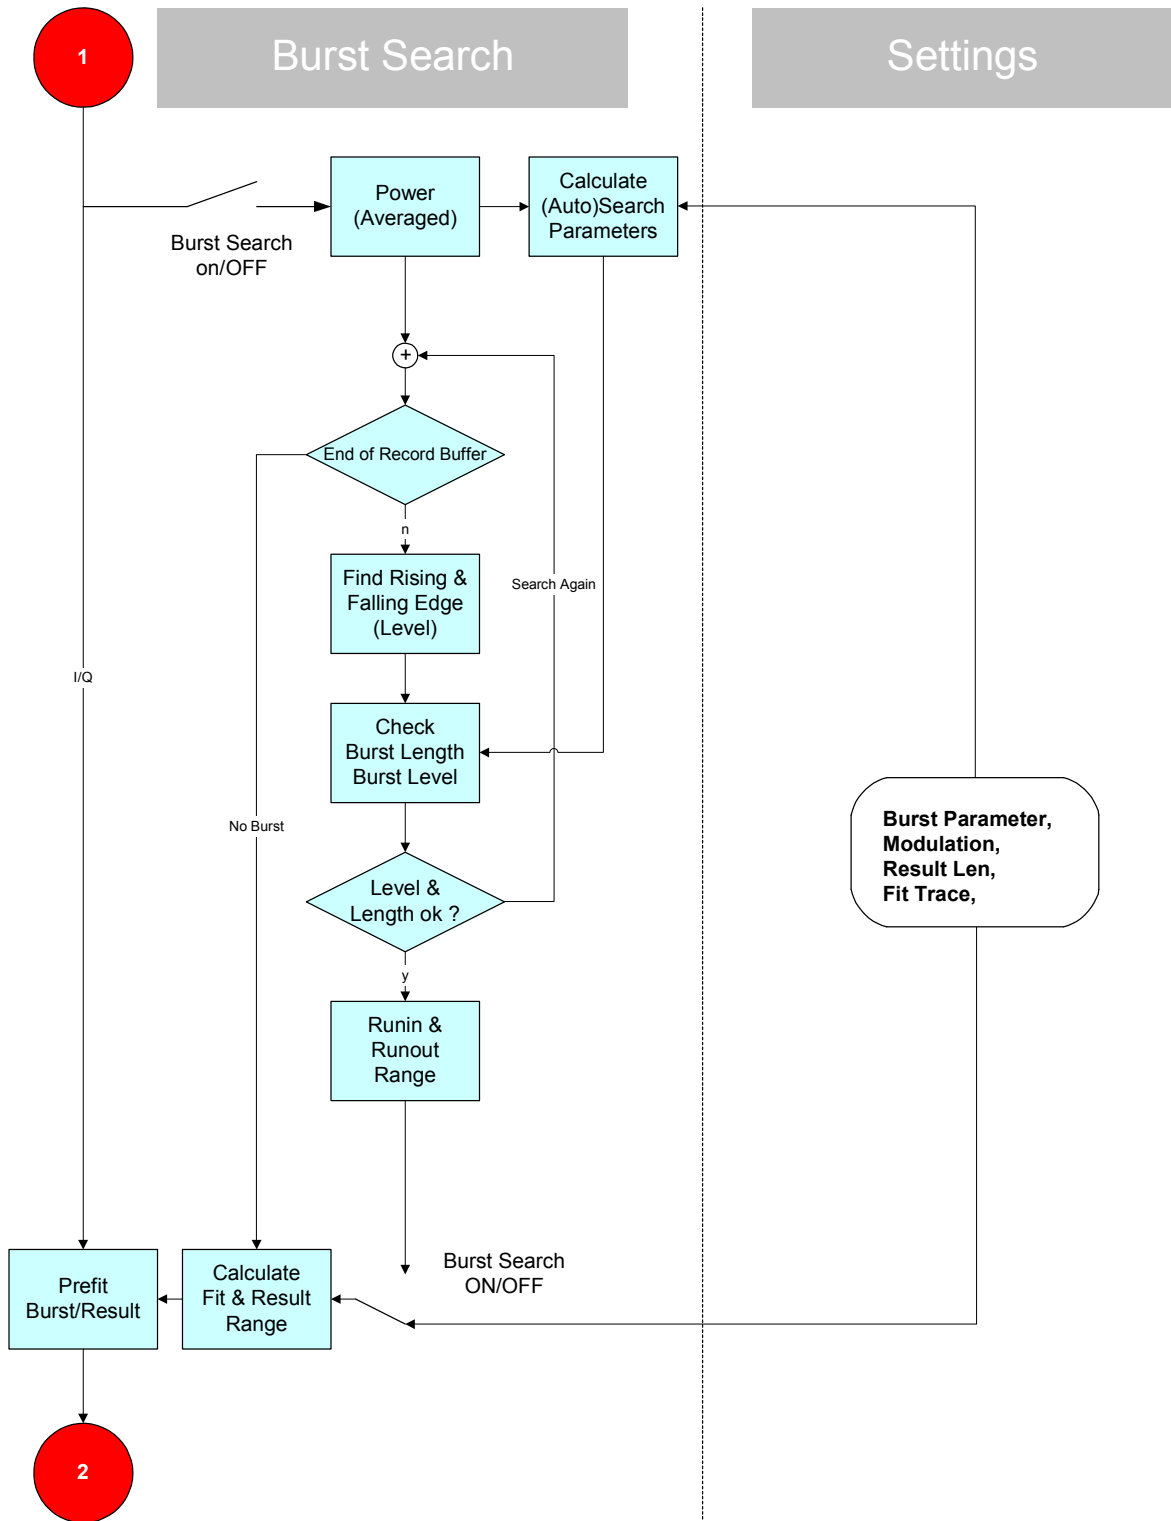 1
Burst Search
Settings
Power
(Averaged)
Calculate
(Auto)Search
Parameters
Burst Search
on/OFF
+
End of Record Buffer
n
Find Rising &
Falling Edge
(Level)
Search Again
I/Q
Check
Burst Length
Burst Level
No Burst
Burst Parameter,
Modulation,
Result Len,
Fit Trace,
Level &
Length ok ?
y
Runin &
Runout
Range
Burst Search
ON/OFF
Prefit
Burst/Result
Calculate
Fit & Result
Range
2